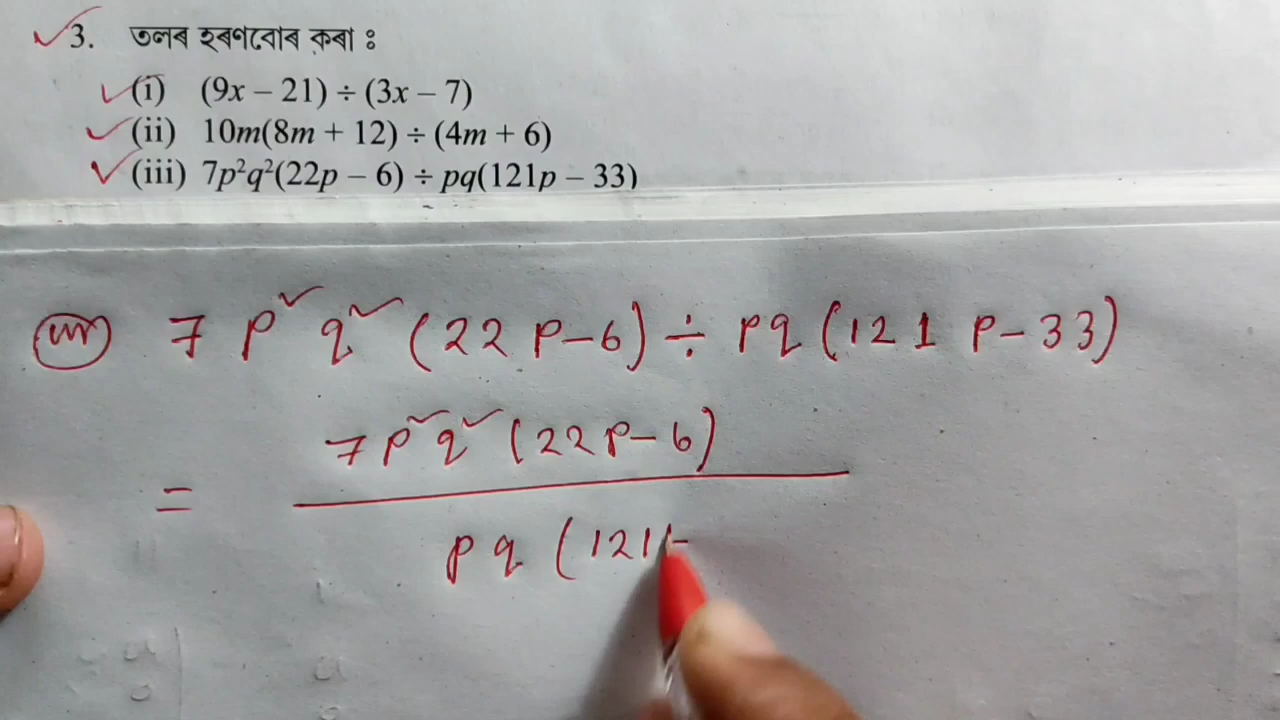 3. তলৰ হৰণবোৰ কৰা ঃ
(i) (9x – 21) ÷ (3x – 7)
(ii) 10m(8m + 12) ÷ (4m + 6)
(iii) 7p²q²(22p – 6) ÷ pq(121p – 33)
(iii) 7p²q²(22p-6) ÷ pq(121p-33)
= 7p²q²(22p-6)
pq(121